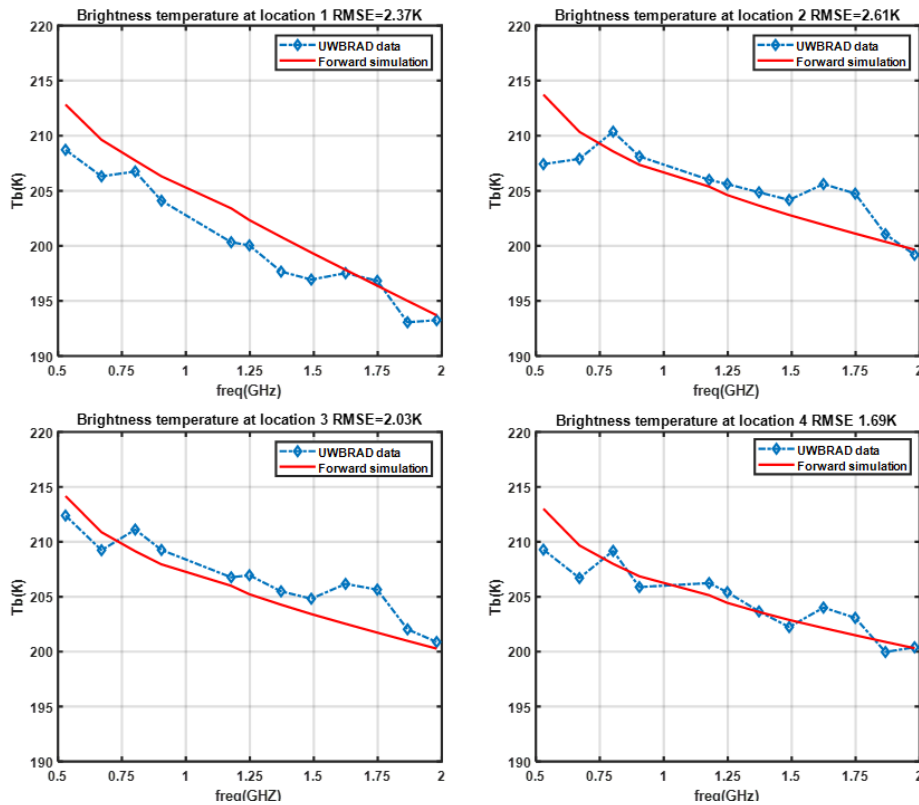 Brightness temperature at location 1 RMSE=2.37K
220
215
210
205
200
195
190
Tb(K)
UWBRAD data
Forward simulation
0.5 0.75 1 1.25 1.5 1.75 2
freq(GHz)
Brightness temperature at location 2 RMSE=2.61K
220
215
210
205
200
195
190
Tb(K)
UWBRAD data
Forward simulation
0.5 0.75 1 1.25 1.5 1.75 2
freq(GHZ)
Brightness temperature at location 3 RMSE=2.03K
220
215
210
205
200
195
190
Tb(K)
UWBRAD data
Forward simulation
0.5 0.75 1 1.25 1.5 1.75 2
freq(GHZ)
Brightness temperature at location 4 RMSE 1.69K
220
215
210
205
200
195
190
Tb(K)
UWBRAD data
Forward simulation
0.5 0.75 1 1.25 1.5 1.75 2
freq(GHZ)